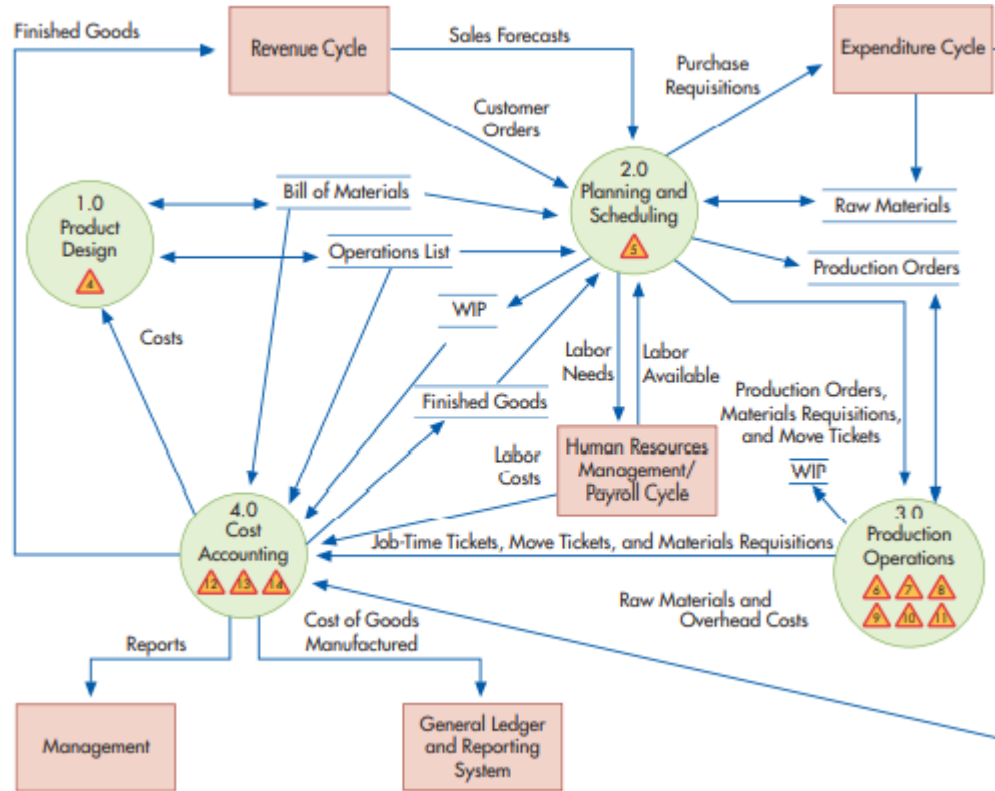 Finished Goods
Revenue Cycle
Sales Forecasts
Expenditure Cycle
Purchase
Requisitions
Customer
Orders
2.0
Planning and
Scheduling
5
1.0
Product
Design
4
Bill of Materials
Raw Materials
Operations List
Production Orders
WIP
Costs
Labor
Needs
Labor
Available
Finished Goods
Production Orders,
Materials Requisitions,
and Move Tickets
WIP
Labor
Costs
Human Resources
Management/
Payroll Cycle
4.0
Cost
Accounting
12 13 14
Job-Time Tickets, Move Tickets, and Materials Requisitions
3.0
Production
Operations
6 7 8
9 10 11
Raw Materials and
Overhead Costs
Reports
Cost of Goods
Manufactured
Management
General Ledger
and Reporting
System